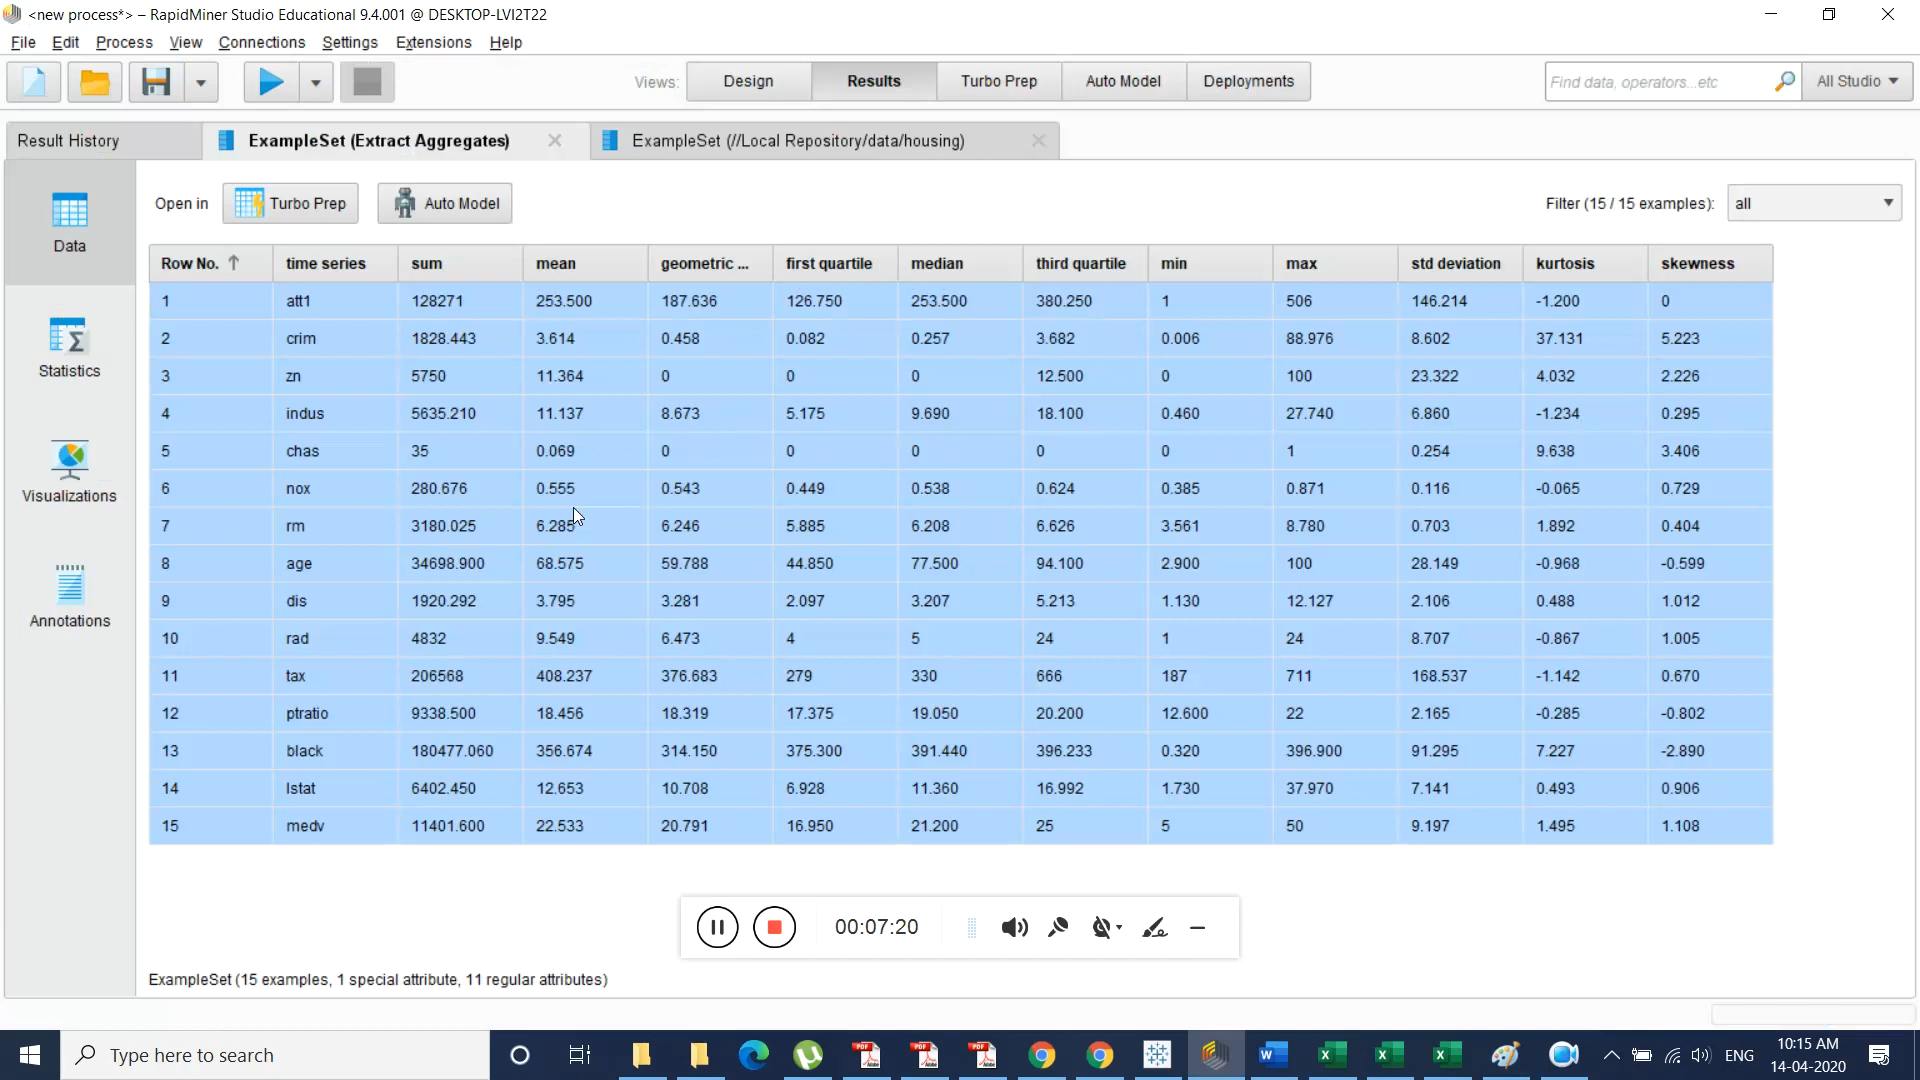 <new process*> – RapidMiner Studio Educational 9.4.001 @ DESKTOP-LVI2T22
File Edit Process View Connections Settings Extensions Help
Views: Design Results Turbo Prep Auto Model Deployments Find data, operators...etc All Studio
Result History ExampleSet (Extract Aggregates) ExampleSet (//Local Repository/data/housing)
Open in Turbo Prep Auto Model Filter (15 / 15 examples): all
Data
Statistics
Visualizations
Annotations
Row No. time series sum mean geometric ... first quartile median third quartile min max std deviation kurtosis skewness
1 att1 128271 253.500 187.636 126.750 253.500 380.250 1 506 146.214 -1.200 0
2 crim 1828.443 3.614 0.458 0.082 0.257 3.682 0.006 88.976 8.602 37.131 5.223
3 zn 5750 11.364 0 0 0 12.500 0 100 23.322 4.032 2.226
4 indus 5635.210 11.137 8.673 5.175 9.690 18.100 0.460 27.740 6.860 -1.234 0.295
5 chas 35 0.069 0 0 0 0 0 1 0.254 9.638 3.406
6 nox 280.676 0.555 0.543 0.449 0.538 0.624 0.385 0.871 0.116 -0.065 0.729
7 rm 3180.025 6.285 6.246 5.885 6.208 6.626 3.561 8.780 0.703 1.892 0.404
8 age 34698.900 68.575 59.788 44.850 77.500 94.100 2.900 100 28.149 -0.968 -0.599
9 dis 1920.292 3.795 3.281 2.097 3.207 5.213 1.130 12.127 2.106 0.488 1.012
10 rad 4832 9.549 6.473 4 5 24 1 24 8.707 -0.867 1.005
11 tax 206568 408.237 376.683 279 330 666 187 711 168.537 -1.142 0.670
12 ptratio 9338.500 18.456 18.319 17.375 19.050 20.200 12.600 22 2.165 -0.285 -0.802
13 black 180477.060 356.674 314.150 375.300 391.440 396.233 0.320 396.900 91.295 7.227 -2.890
14 lstat 6402.450 12.653 10.708 6.928 11.360 16.992 1.730 37.970 7.141 0.493 0.906
15 medv 11401.600 22.533 20.791 16.950 21.200 25 5 50 9.197 1.495 1.108
00:07:20
ExampleSet (15 examples, 1 special attribute, 11 regular attributes)
Type here to search
ENG
10:15 AM
14-04-2020